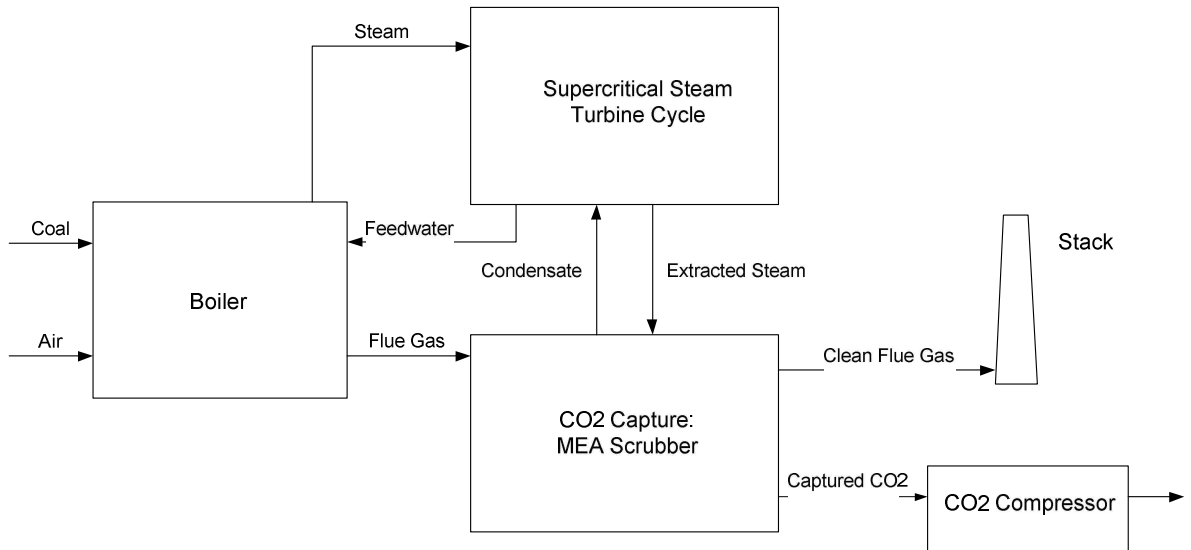 Steam
Supercritical Steam
Turbine Cycle
Coal
Feedwater
Stack
Condensate
Extracted Steam
Boiler
Air
Flue Gas
Clean Flue Gas
CO2 Capture:
MEA Scrubber
Captured CO2
CO2 Compressor